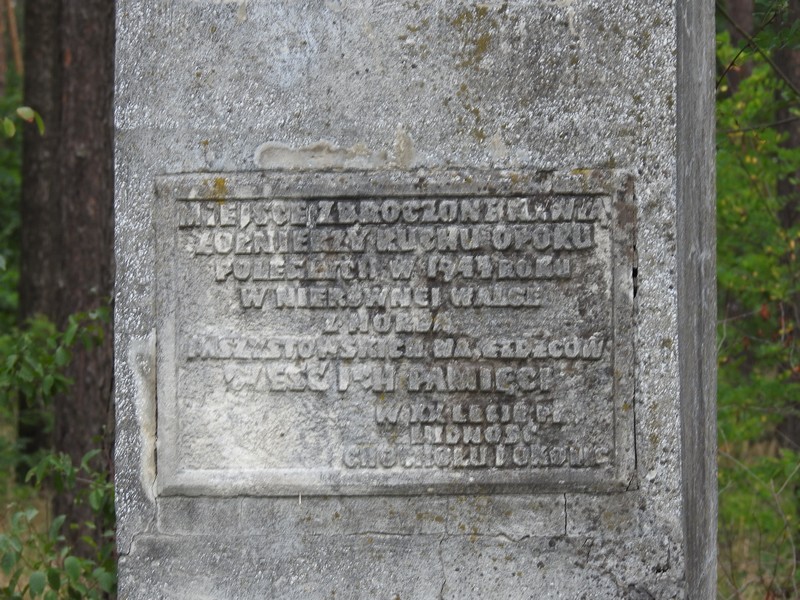 MIEJSCE ZBROCZONE KRWIĄ
ŻOŁNIERZY RUCHU OPORU
POLEGŁYCH W 1943 ROKU
W NIERÓWNEJ WALCE
Z HORDĄ
FASZYSTOWSKICH NAJEŹDŹCÓW
CZEŚĆ ICH PAMIĘCI
W XX LECIE PRL
LUDNOŚĆ
I OKOLIC